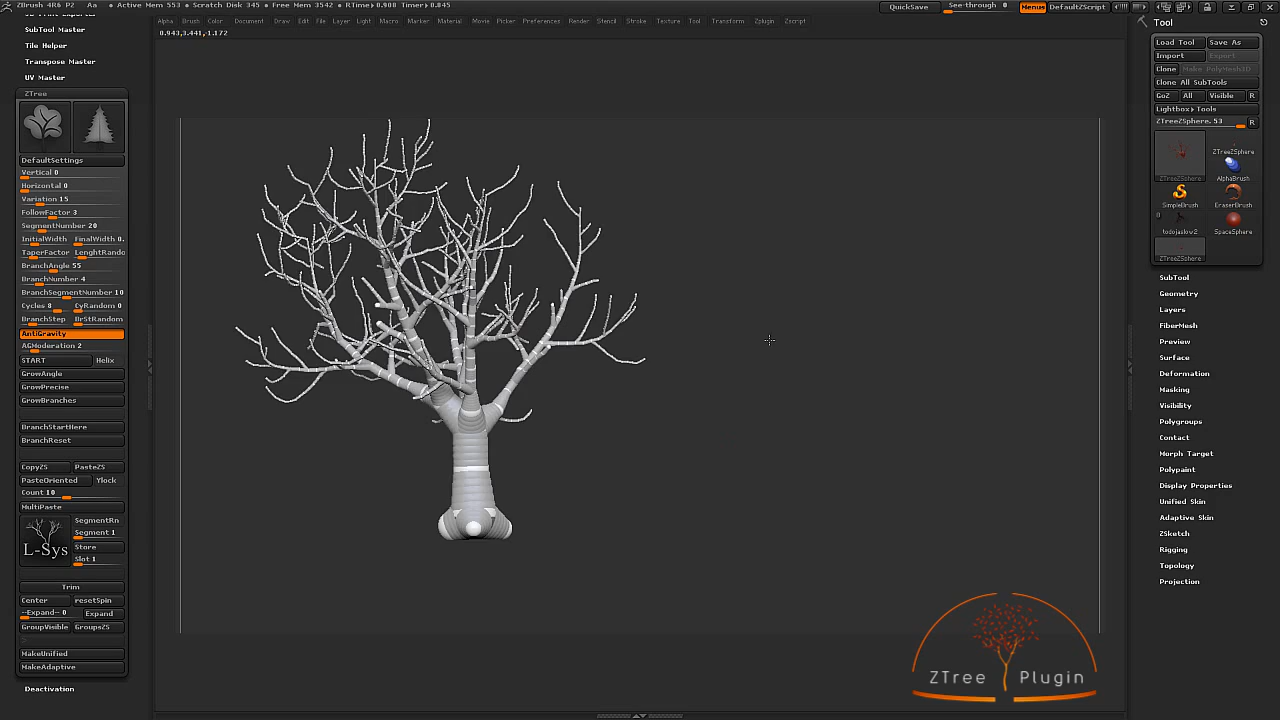 ZBrush 4R6 P2 Aa • Active Mem 553 • Scratch Disk 345 • Free Mem 3542 • RTime▸0.908 Timer▸0.845 QuickSave See-through 0 Menus DefaultZScript
Alpha Brush Color Document Draw Edit File Layer Light Macro Marker Material Movie Picker Preferences Render Stencil Stroke Texture Tool Transform Zplugin Zscript
0.943,3.441,-1.172
SubTool Master
Tile Helper
Transpose Master
UV Master
ZTree
DefaultSettings
Vertical 0
Horizontal 0
Variation 15
FollowFactor 3
SegmentNumber 20
InitialWidth FinalWidth 0.
TaperFactor LenghtRando
BranchAngle 55
BranchNumber 4
BranchSegmentNumber 10
Cycles 8 CyRandom 0
BranchStep BrStRandom
AntiGravity
AGModeration 2
START Helix
GrowAngle
GrowPrecise
GrowBranches
BranchStartHere
BranchReset
CopyZS PasteZS
PasteOriented Ylock
Count 10
MultiPaste
L-Sys
SegmentRn
Segment 1
Store
Slot 1
Trim
Center resetSpin
--Expand-- 0 Expand
GroupVisible GroupsZS
MakeUnified
MakeAdaptive
Deactivation
Tool
Load Tool Save As
Import Export
Clone Make PolyMesh3D
Clone All SubTools
GoZ All Visible R
Lightbox▸Tools
ZTreeZSphere. 53 R
ZTreeZSphere
ZTreeZSphere AlphaBrush
SimpleBrush EraserBrush
todojaslov2 SpaceSphere
ZTreeZSphere
SubTool
Geometry
Layers
FiberMesh
Preview
Surface
Deformation
Masking
Visibility
Polygroups
Contact
Morph Target
Polypaint
Display Properties
Unified Skin
Adaptive Skin
ZSketch
Rigging
Topology
Projection
ZTree Plugin